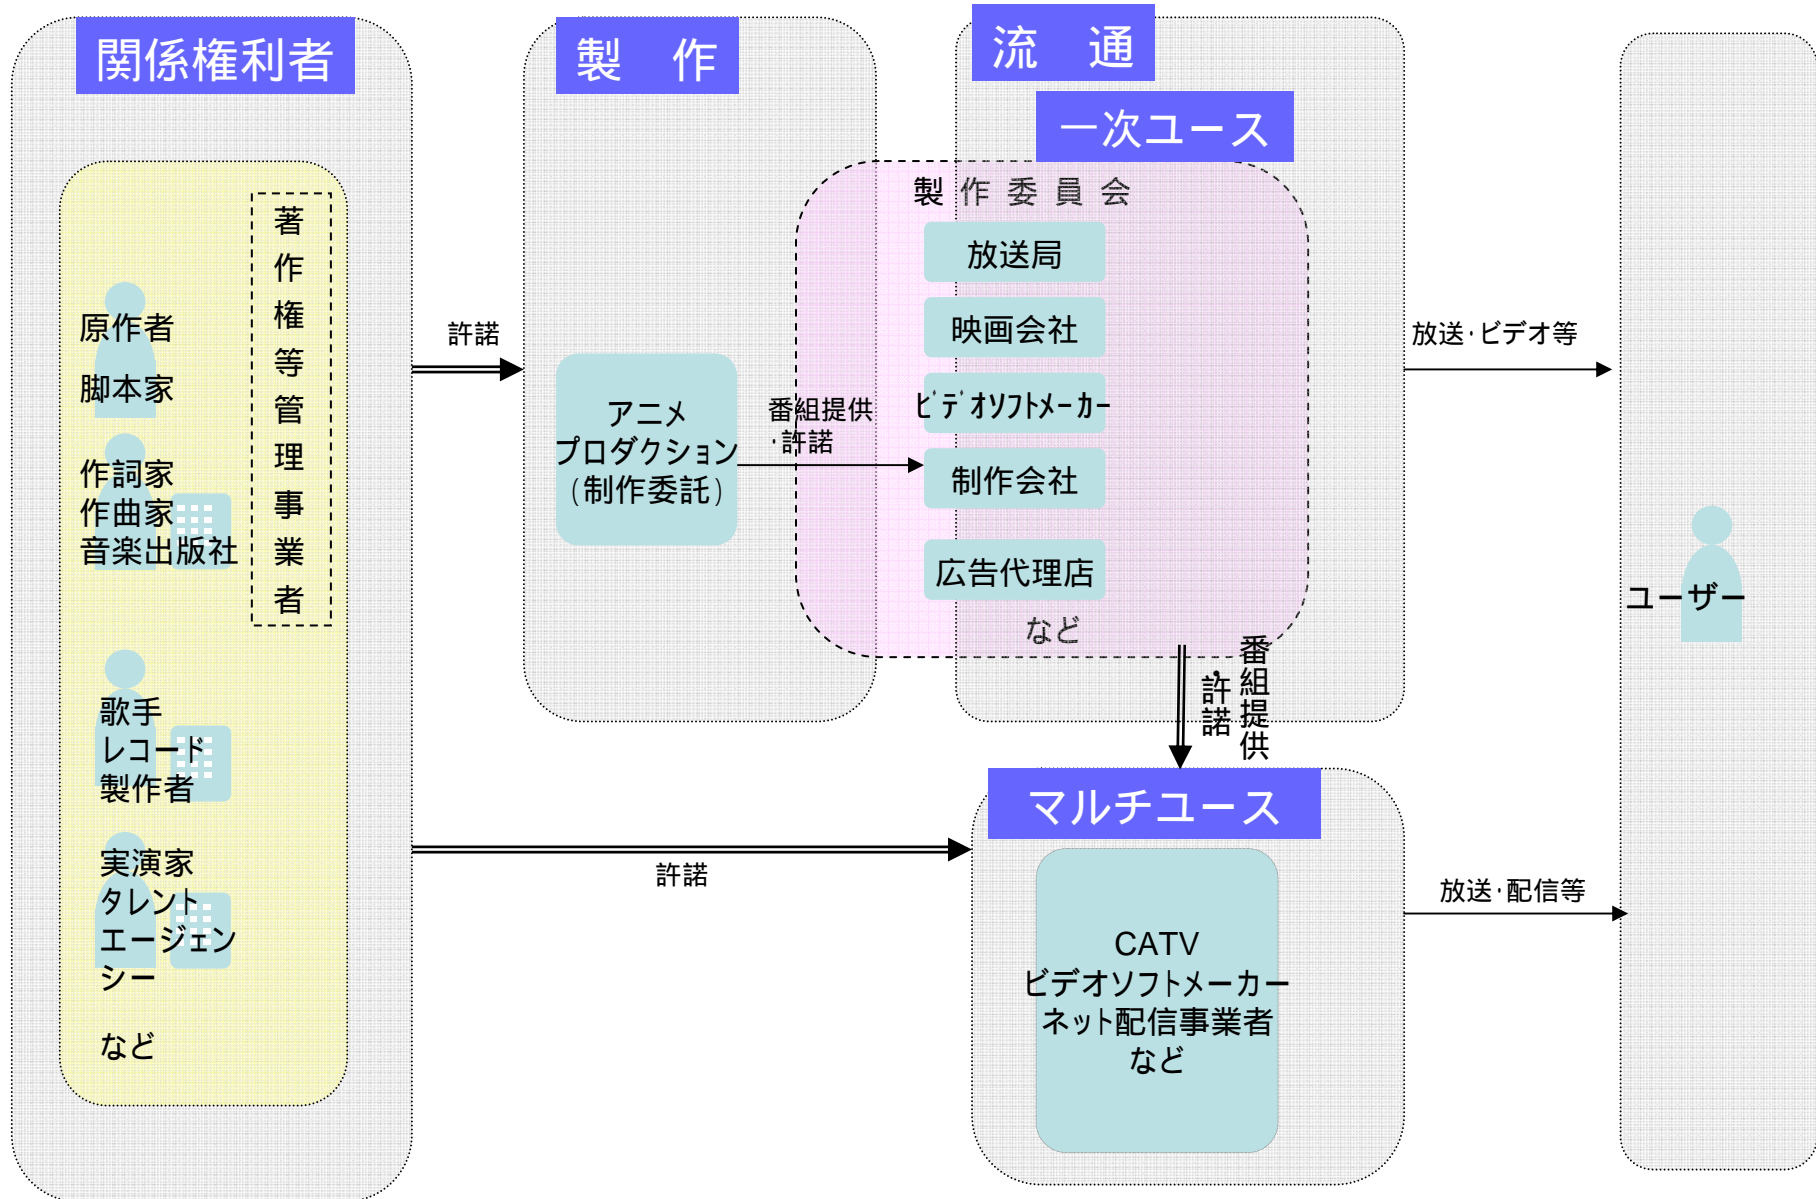 関係権利者
著作権等管理事業者
原作者
脚本家
作詞家
作曲家
音楽出版社
歌手
レコード
製作者
実演家
タレント
エージェン
シー
など
許諾
製　作
アニメ
プロダクション
(制作委託)
番組提供
・許諾
流　通
一次ユース
製作委員会
放送局
映画会社
ビデオソフトメーカー
制作会社
広告代理店
など
番組提供
・許諾
放送・ビデオ等
許諾
マルチユース
CATV
ビデオソフトメーカー
ネット配信事業者
など
放送・配信等
ユーザー